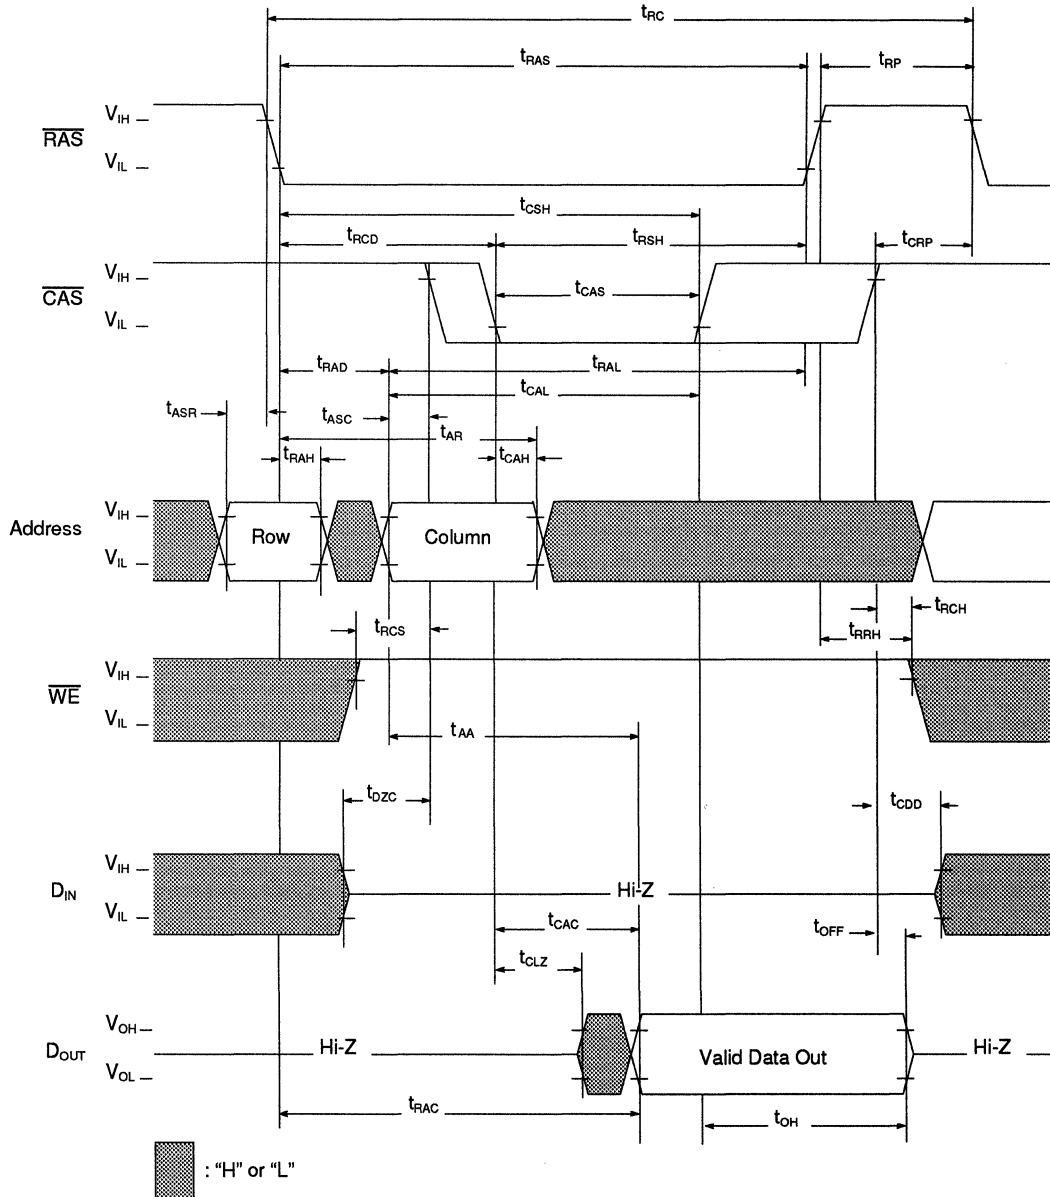 tRC
tRAS
tRP
VIH
RAS
VIL
tCSH
tRCD
tRSH
tCRP
VIH
CAS
tCAS
VIL
tRAD
tRAL
tCAL
tASR
tASC
tAR
tRAH
tCAH
VIH
Address
Row
Column
VIL
tRCH
tRCS
tRRH
VIH
WE
VIL
tAA
tDZC
tCDD
VIH
DIN
Hi-Z
VIL
tCAC
tOFF
tCLZ
VOH
DOUT
Hi-Z
Valid Data Out
Hi-Z
VOL
tRAC
tOH
: “H” or “L”